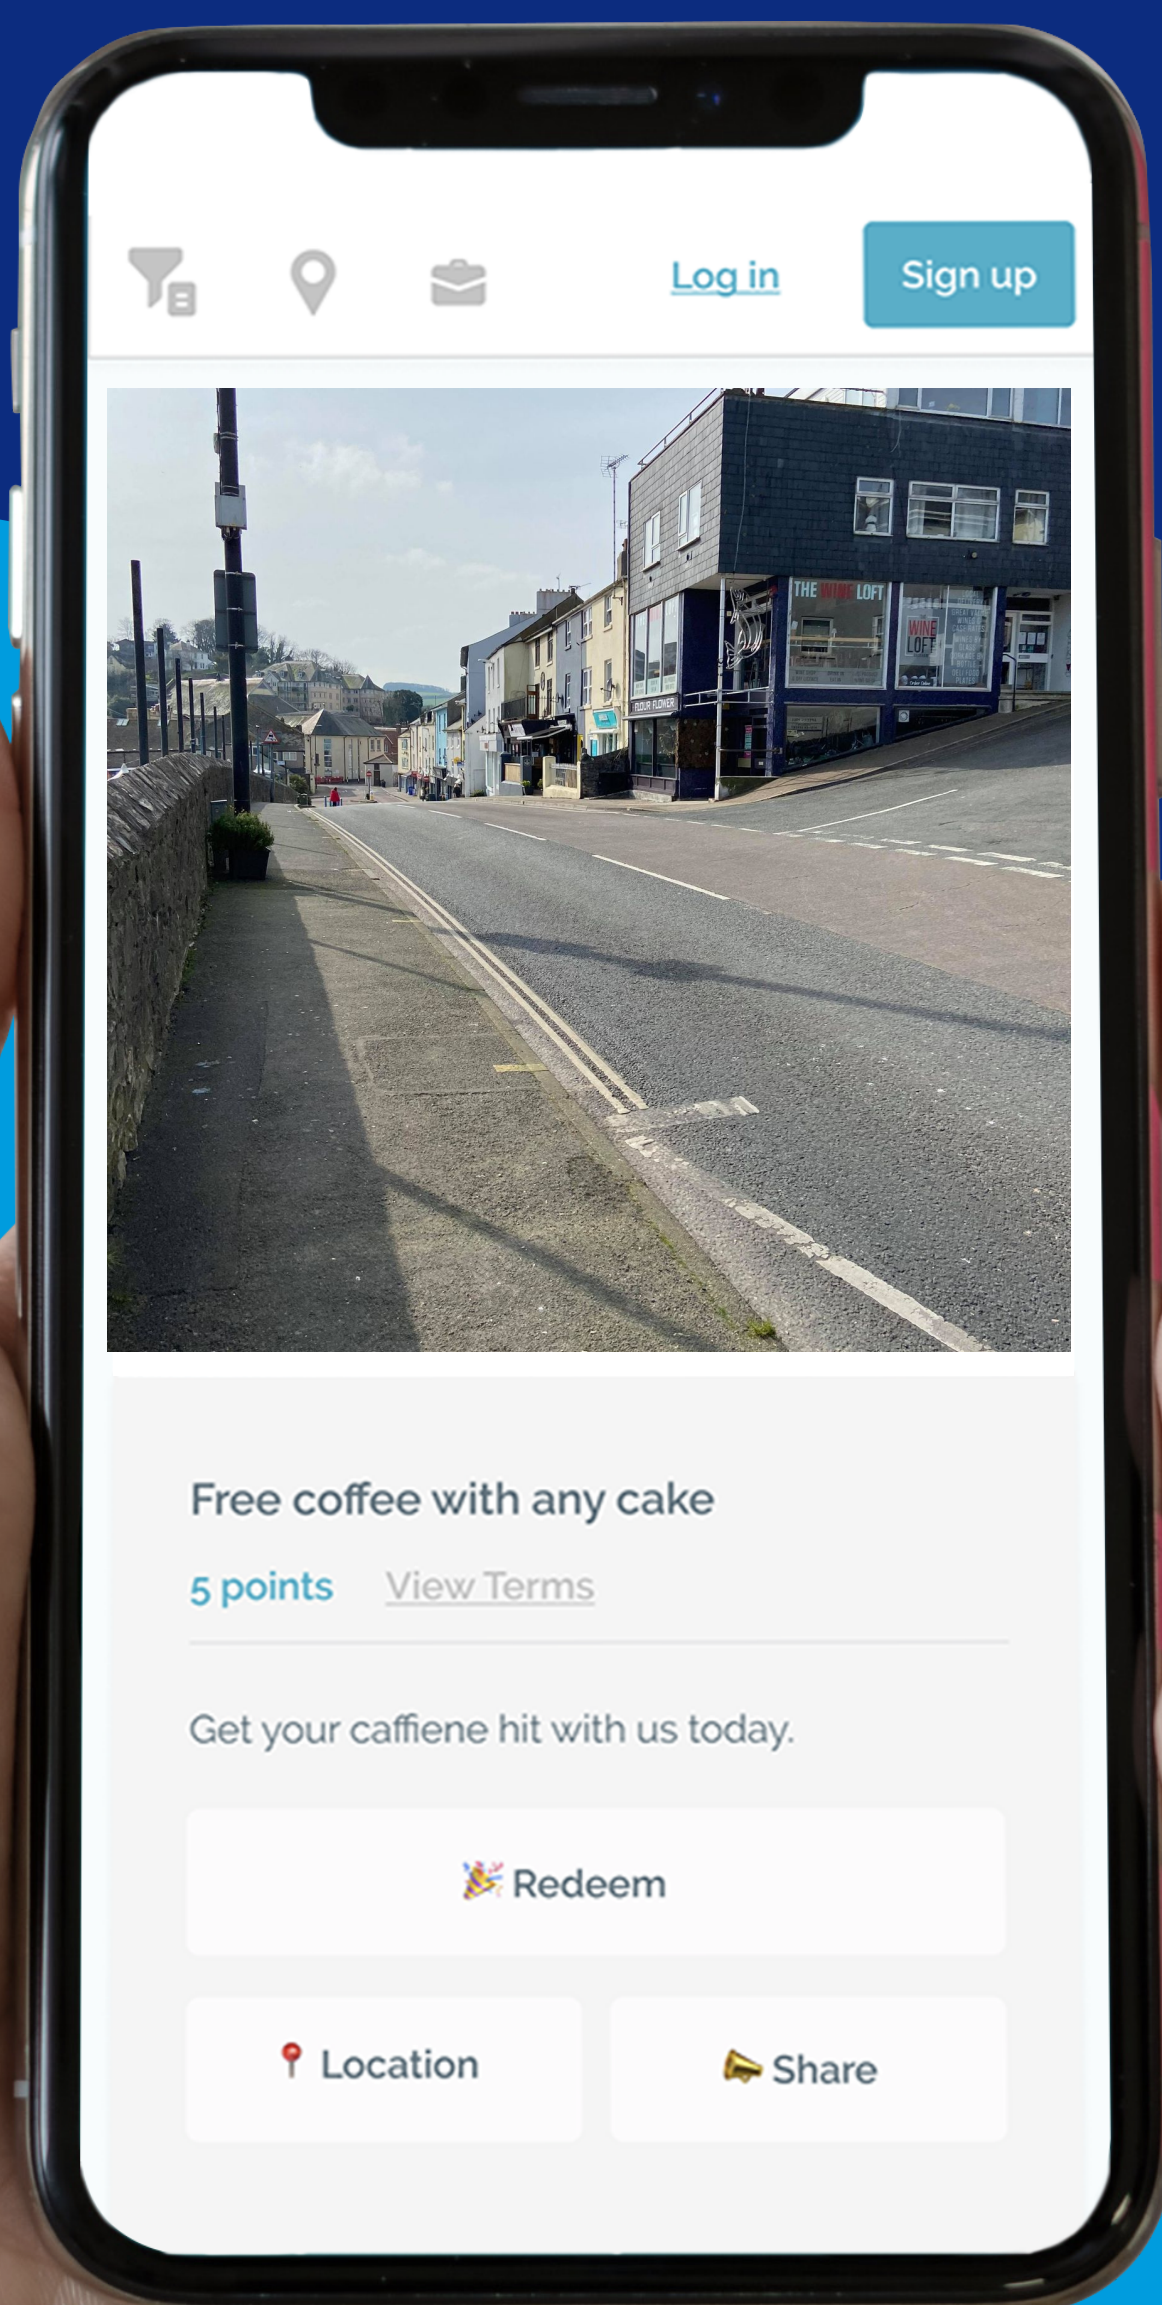 Log in
Sign up
THE WINE LOFT
WINE
LOFT
FLOUR FLOWER
Free coffee with any cake
5 points
View Terms
Get your caffiene hit with us today.
Redeem
Location
Share